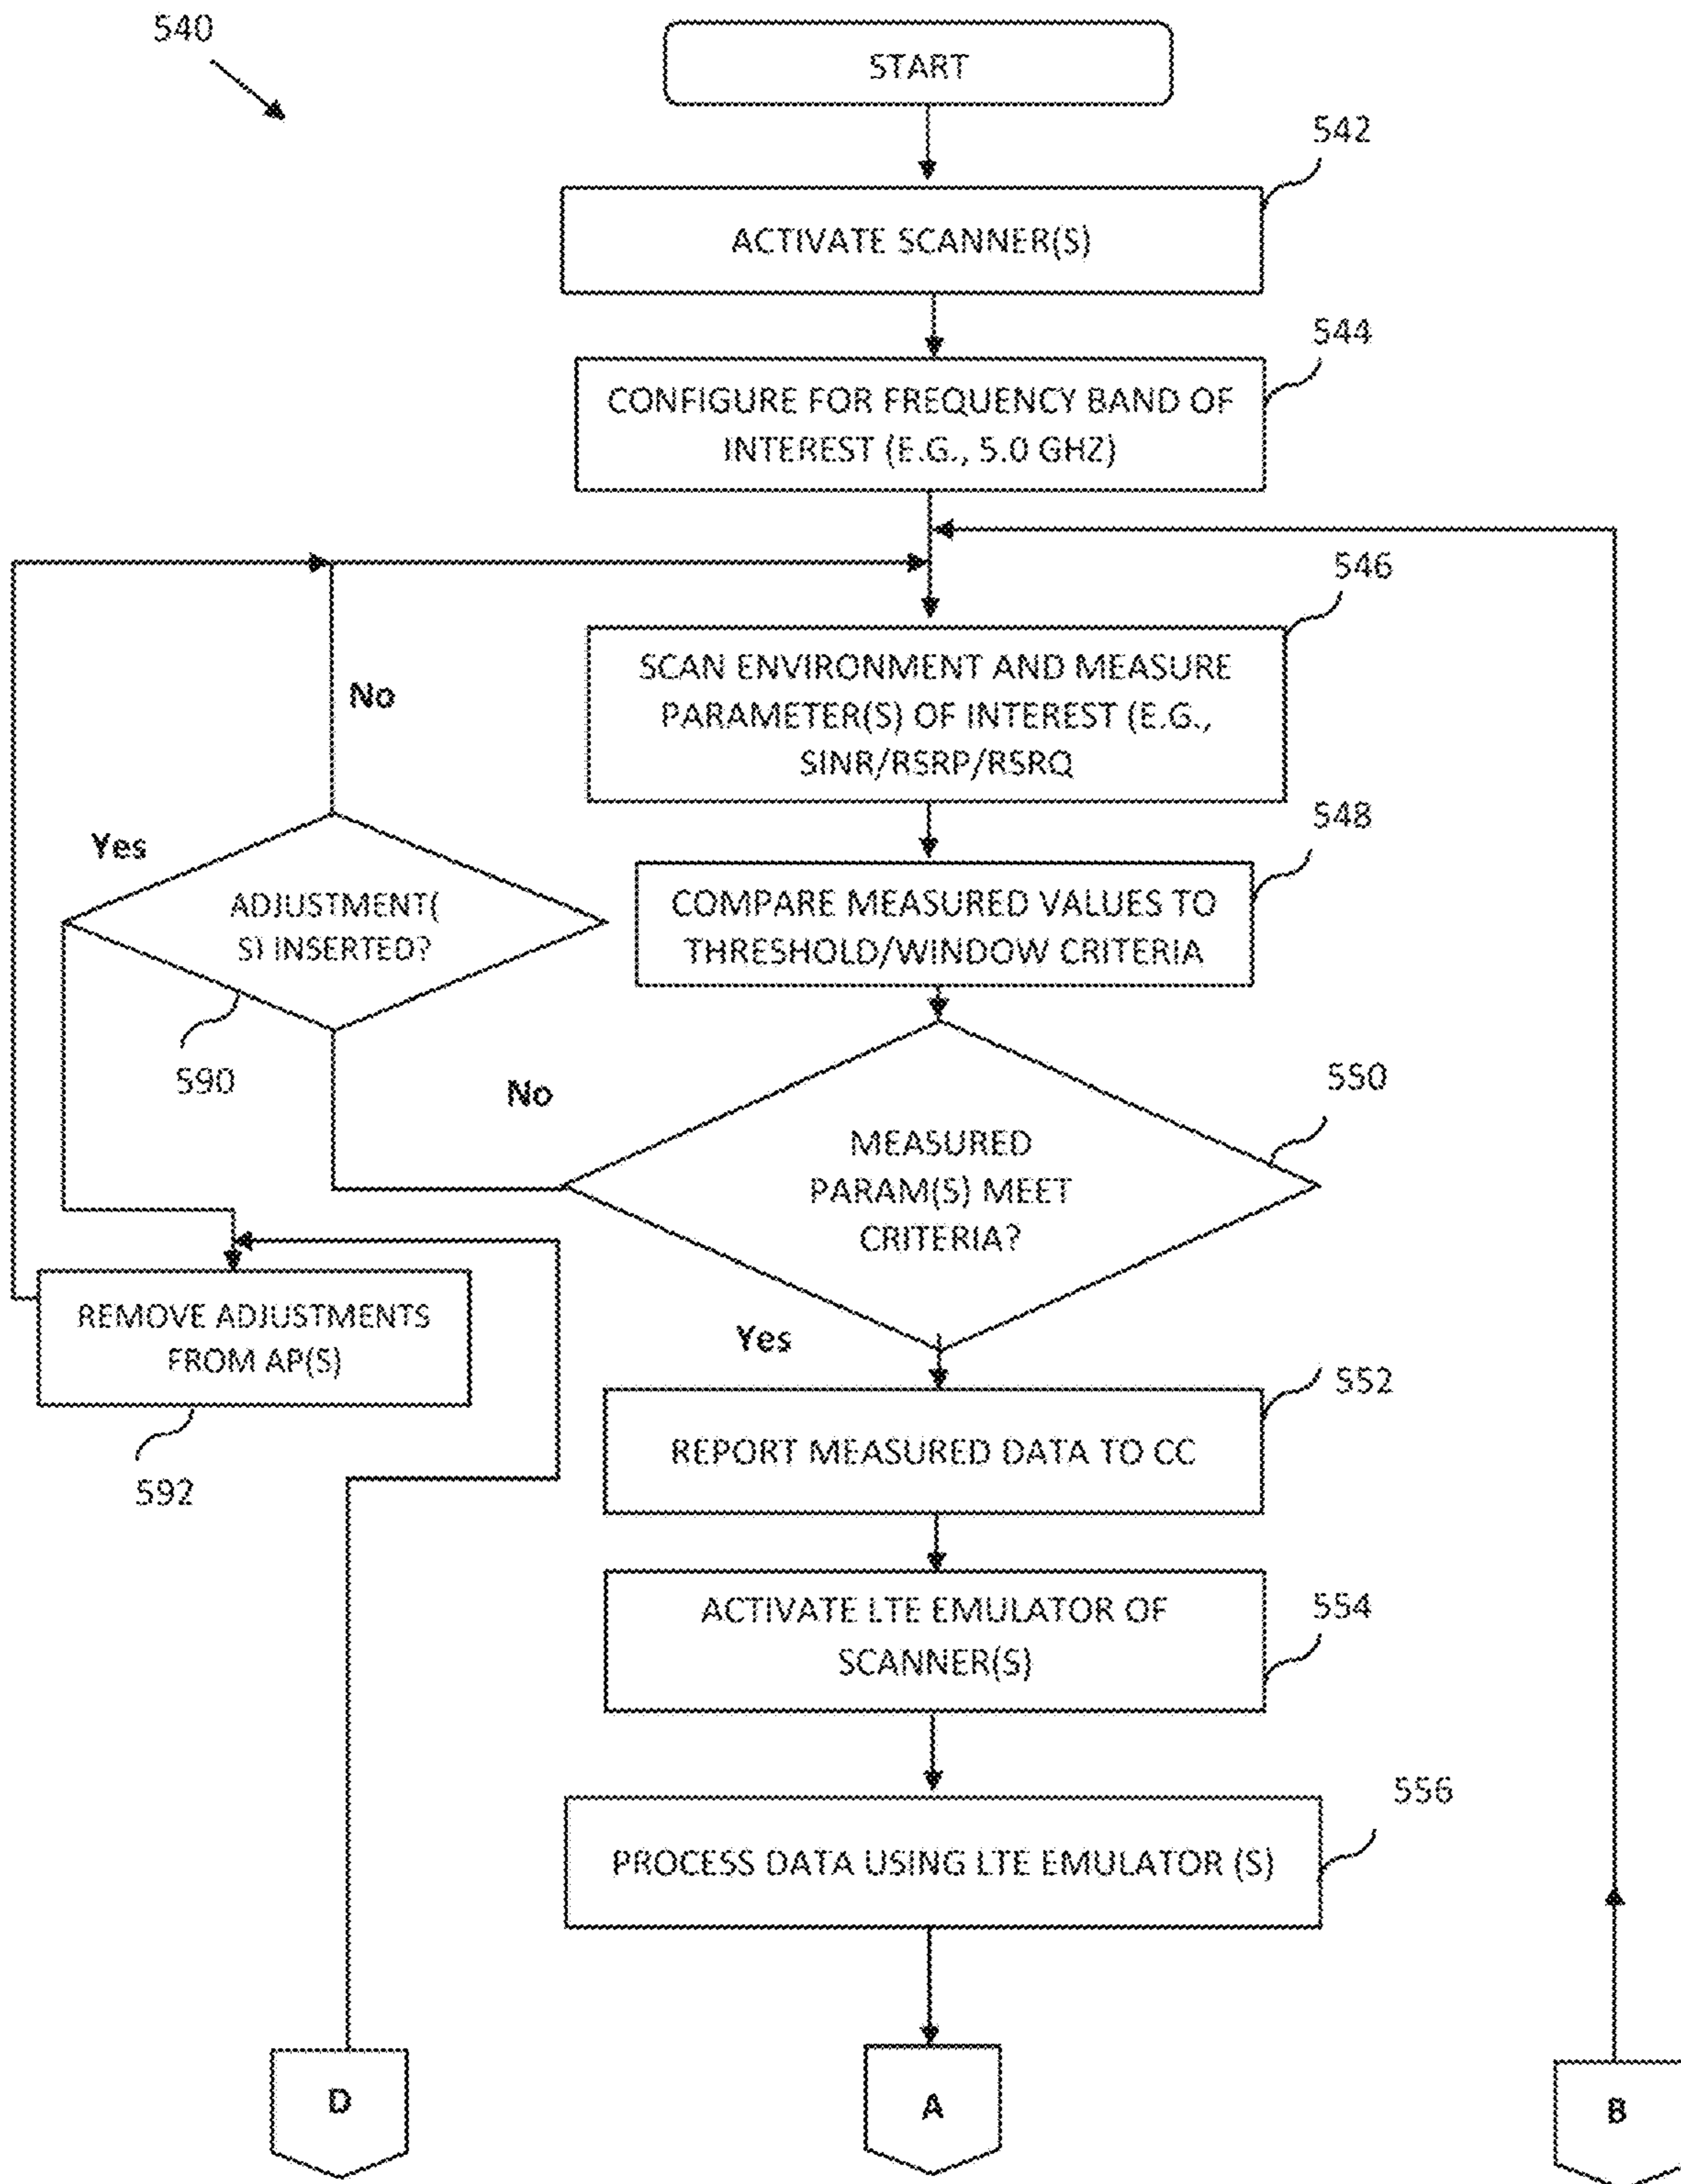 540
START
542
ACTIVATE SCANNER(S)
544
CONFIGURE FOR FREQUENCY BAND OF
INTEREST (E.G., 5.0 GHZ)
546
SCAN ENVIRONMENT AND MEASURE
PARAMETER(S) OF INTEREST (E.G.,
SINR/RSRP/RSRQ
No
548
Yes
ADJUSTMENT(
S) INSERTED?
COMPARE MEASURED VALUES TO
THRESHOLD/WINDOW CRITERIA
590
No
550
MEASURED
PARAM(S) MEET
CRITERIA?
REMOVE ADJUSTMENTS
FROM AP(S)
Yes
552
592
REPORT MEASURED DATA TO CC
554
ACTIVATE LTE EMULATOR OF
SCANNER(S)
556
PROCESS DATA USING LTE EMULATOR (S)
D
A
B